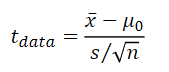 t_data = (x̄ − μ₀) / (s/√n)